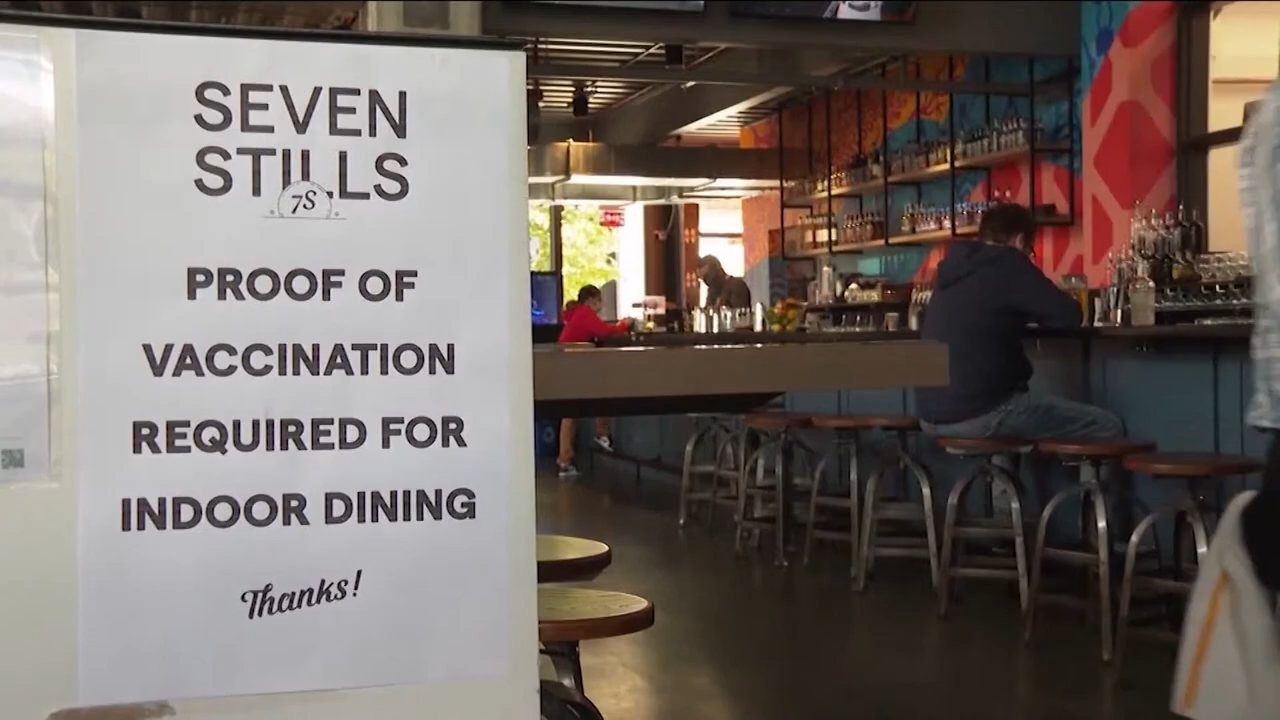 SEVEN
STILLS
7S
PROOF OF
VACCINATION
REQUIRED FOR
INDOOR DINING
Thanks!